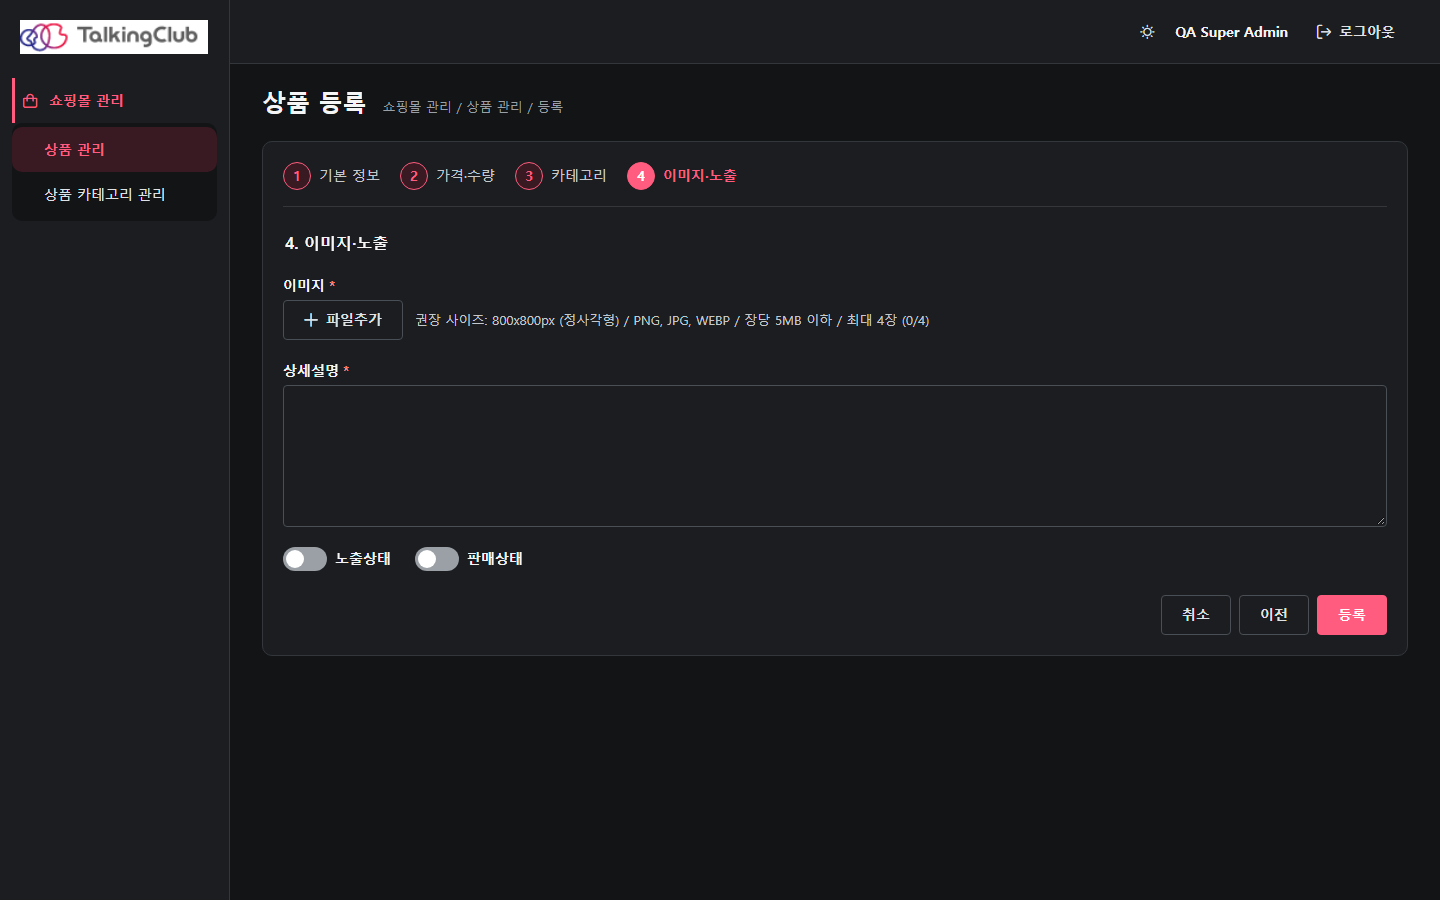 TalkingClub
QA Super Admin
로그아웃
쇼핑몰 관리
상품 관리
상품 카테고리 관리
상품 등록 쇼핑몰 관리 / 상품 관리 / 등록
1 기본 정보 2 가격·수량 3 카테고리 4 이미지·노출
4. 이미지·노출
이미지 *
+ 파일추가 권장 사이즈: 800x800px (정사각형) / PNG, JPG, WEBP / 장당 5MB 이하 / 최대 4장 (0/4)
상세설명 *
노출상태 판매상태
취소 이전 등록